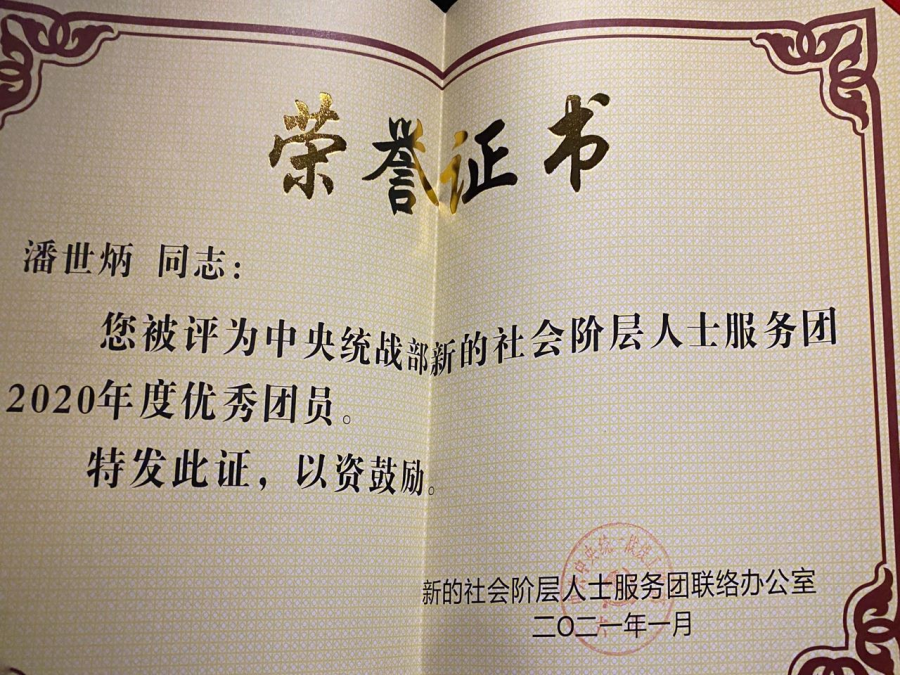 荣誉证书
潘世炳 同志：
您被评为中央统战部新的社会阶层人士服务团
2020年度优秀团员。
特发此证，以资鼓励。
新的社会阶层人士服务团联络办公室
二〇二一年一月